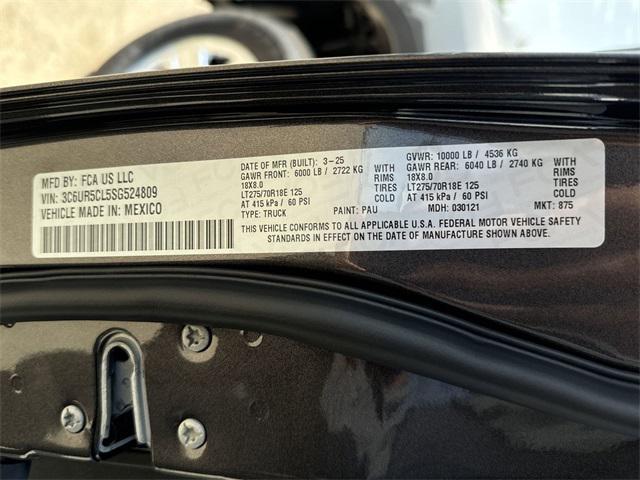 MFD BY: FCA US LLC
VIN: 3C6UR5CL5SG524809
VEHICLE MADE IN: MEXICO
DATE OF MFR (BUILT): 3-25
GAWR FRONT: 6000 LB / 2722 KG
18X8.0
LT275/70R18E 125
AT 415 kPa / 60 PSI
TYPE: TRUCK
WITH
RIMS
TIRES
COLD
GVWR: 10000 LB / 4536 KG
GAWR REAR: 6040 LB / 2740 KG
18X8.0
LT275/70R18E 125
AT 415 kPa / 60 PSI
WITH
RIMS
TIRES
COLD
PAINT: PAU
MDH: 030121
MKT: 875
THIS VEHICLE CONFORMS TO ALL APPLICABLE U.S.A. FEDERAL MOTOR VEHICLE SAFETY
STANDARDS IN EFFECT ON THE DATE OF MANUFACTURE SHOWN ABOVE.